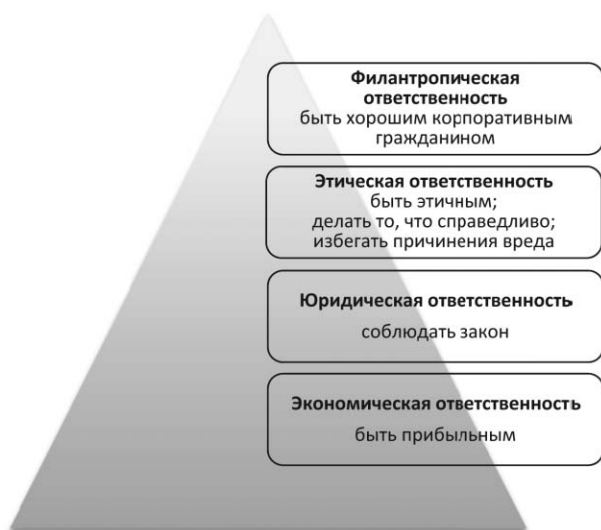 Филантропическая
ответственность
быть хорошим корпоративным
гражданином
Этическая ответственность
быть этичным;
делать то, что справедливо;
избегать причинения вреда
Юридическая ответственность
соблюдать закон
Экономическая ответственность
быть прибыльным